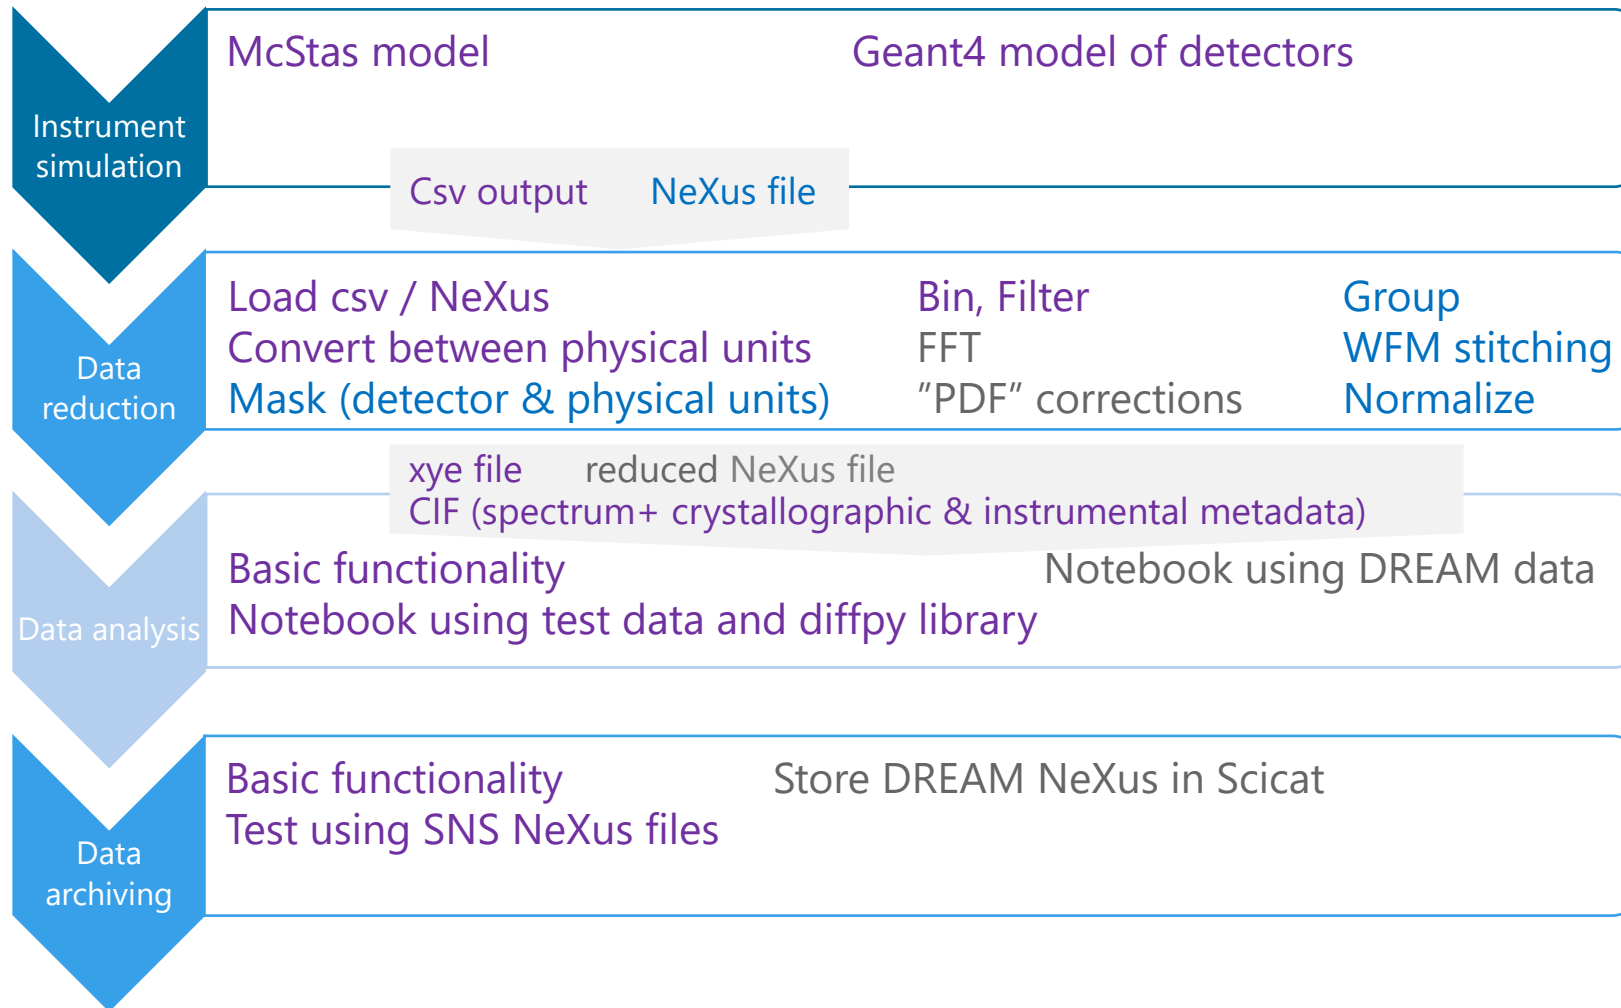 Instrument
simulation
McStas model
Geant4 model of detectors
Csv output NeXus file
Data
reduction
Load csv / NeXus
Convert between physical units
Mask (detector & physical units)
Bin, Filter
FFT
”PDF” corrections
Group
WFM stitching
Normalize
xye file reduced NeXus file
CIF (spectrum+ crystallographic & instrumental metadata)
Data analysis
Basic functionality
Notebook using test data and diffpy library
Notebook using DREAM data
Data
archiving
Basic functionality
Test using SNS NeXus files
Store DREAM NeXus in Scicat